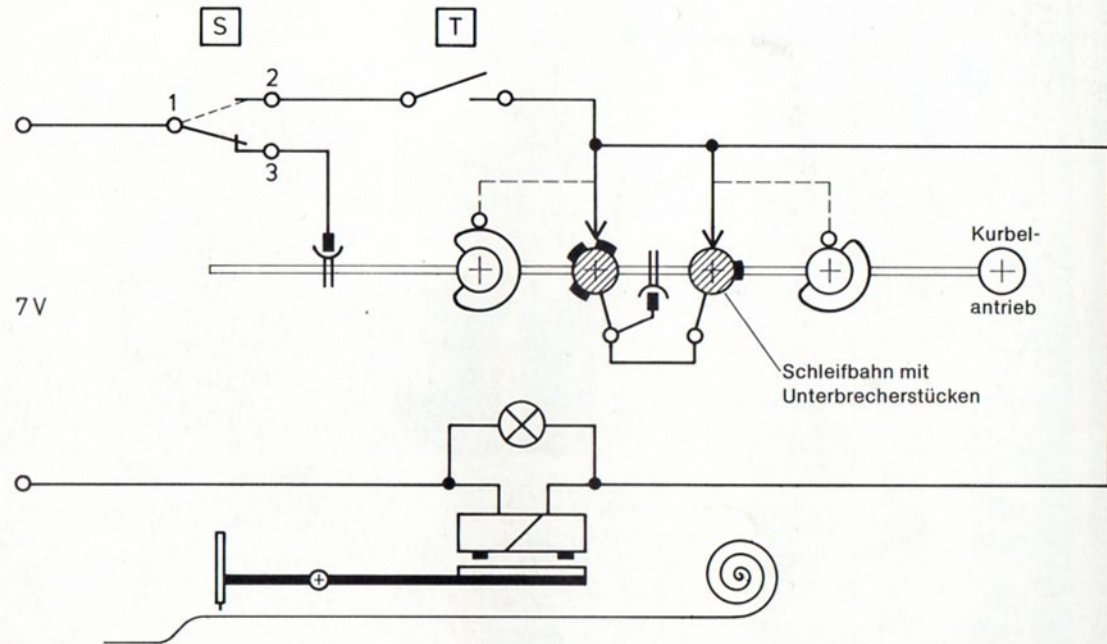 S
T
2
1
3
Kurbel-
antrieb
7 V
Schleifbahn mit
Unterbrecherstücken